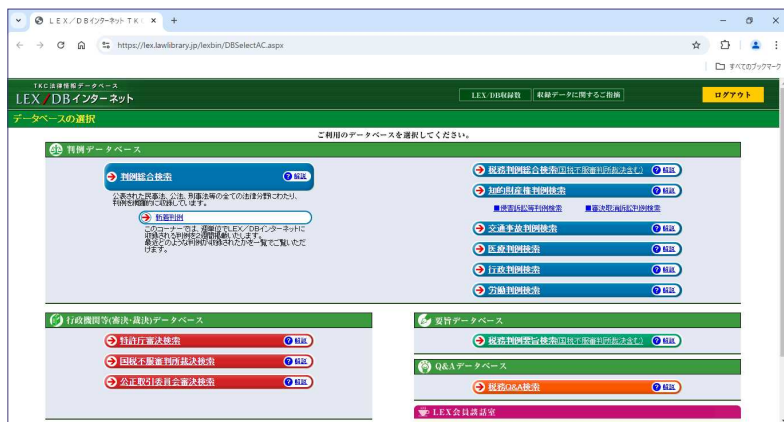 LEX/DBインターネット TK(
https://lex.lawlibrary.jp/lexbin/DBSelectAC.aspx
すべてのブックマーク
TKC法律情報データベース
LEX/DBインターネット
LEX/DB収録数
収録データに関するご指摘
ログアウト
データベースの選択
ご利用のデータベースを選択してください。
判例データベース
判例総合検索 解説
公表された民事法、公法、刑事法等の全ての法律分野にわたり、
判例を網羅的に収録しています。
新着判例
このコーナーでは、週単位でLEX/DBインターネットに
収録される判例を2週間掲載いたします。
最近どのような判例が収録されたかを一覧でご覧いただ
けます。
税務判例総合検索(国税不服審判所裁決含む) 解説
知的財産権判例検索 解説
■侵害訴訟等判例検索 ■審決取消訴訟判例検索
交通事故判例検索 解説
医療判例検索 解説
行政判例検索 解説
労働判例検索 解説
行政機関等(審決・裁決)データベース
特許庁審決検索 解説
国税不服審判所裁決検索 解説
公正取引委員会審決検索 解説
要旨データベース
税務判例要旨検索(国税不服審判所裁決含む) 解説
Q&Aデータベース
税務Q&A検索 解説
LEX会員談話室